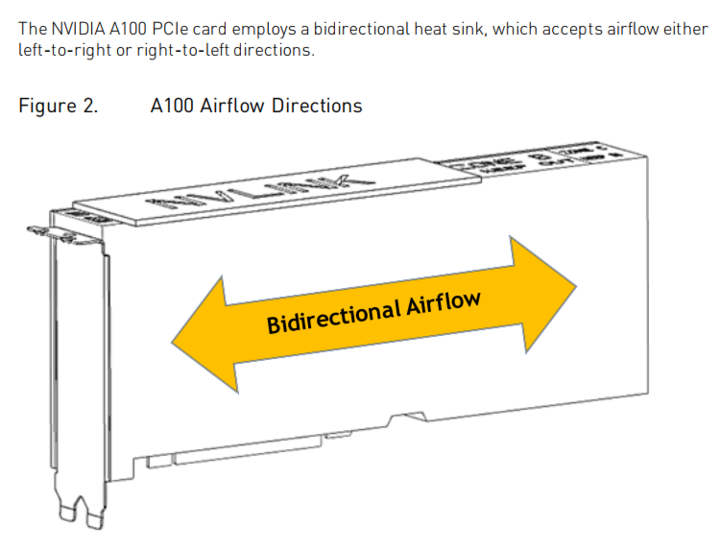 The NVIDIA A100 PCIe card employs a bidirectional heat sink, which accepts airflow either
left-to-right or right-to-left directions.
Figure 2. A100 Airflow Directions
NVLINK
Bidirectional Airflow